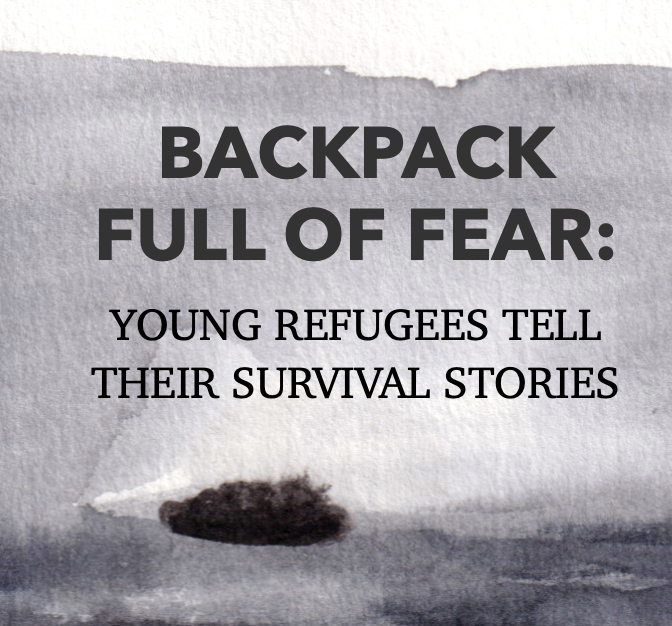 BACKPACK
FULL OF FEAR:
YOUNG REFUGEES TELL
THEIR SURVIVAL STORIES